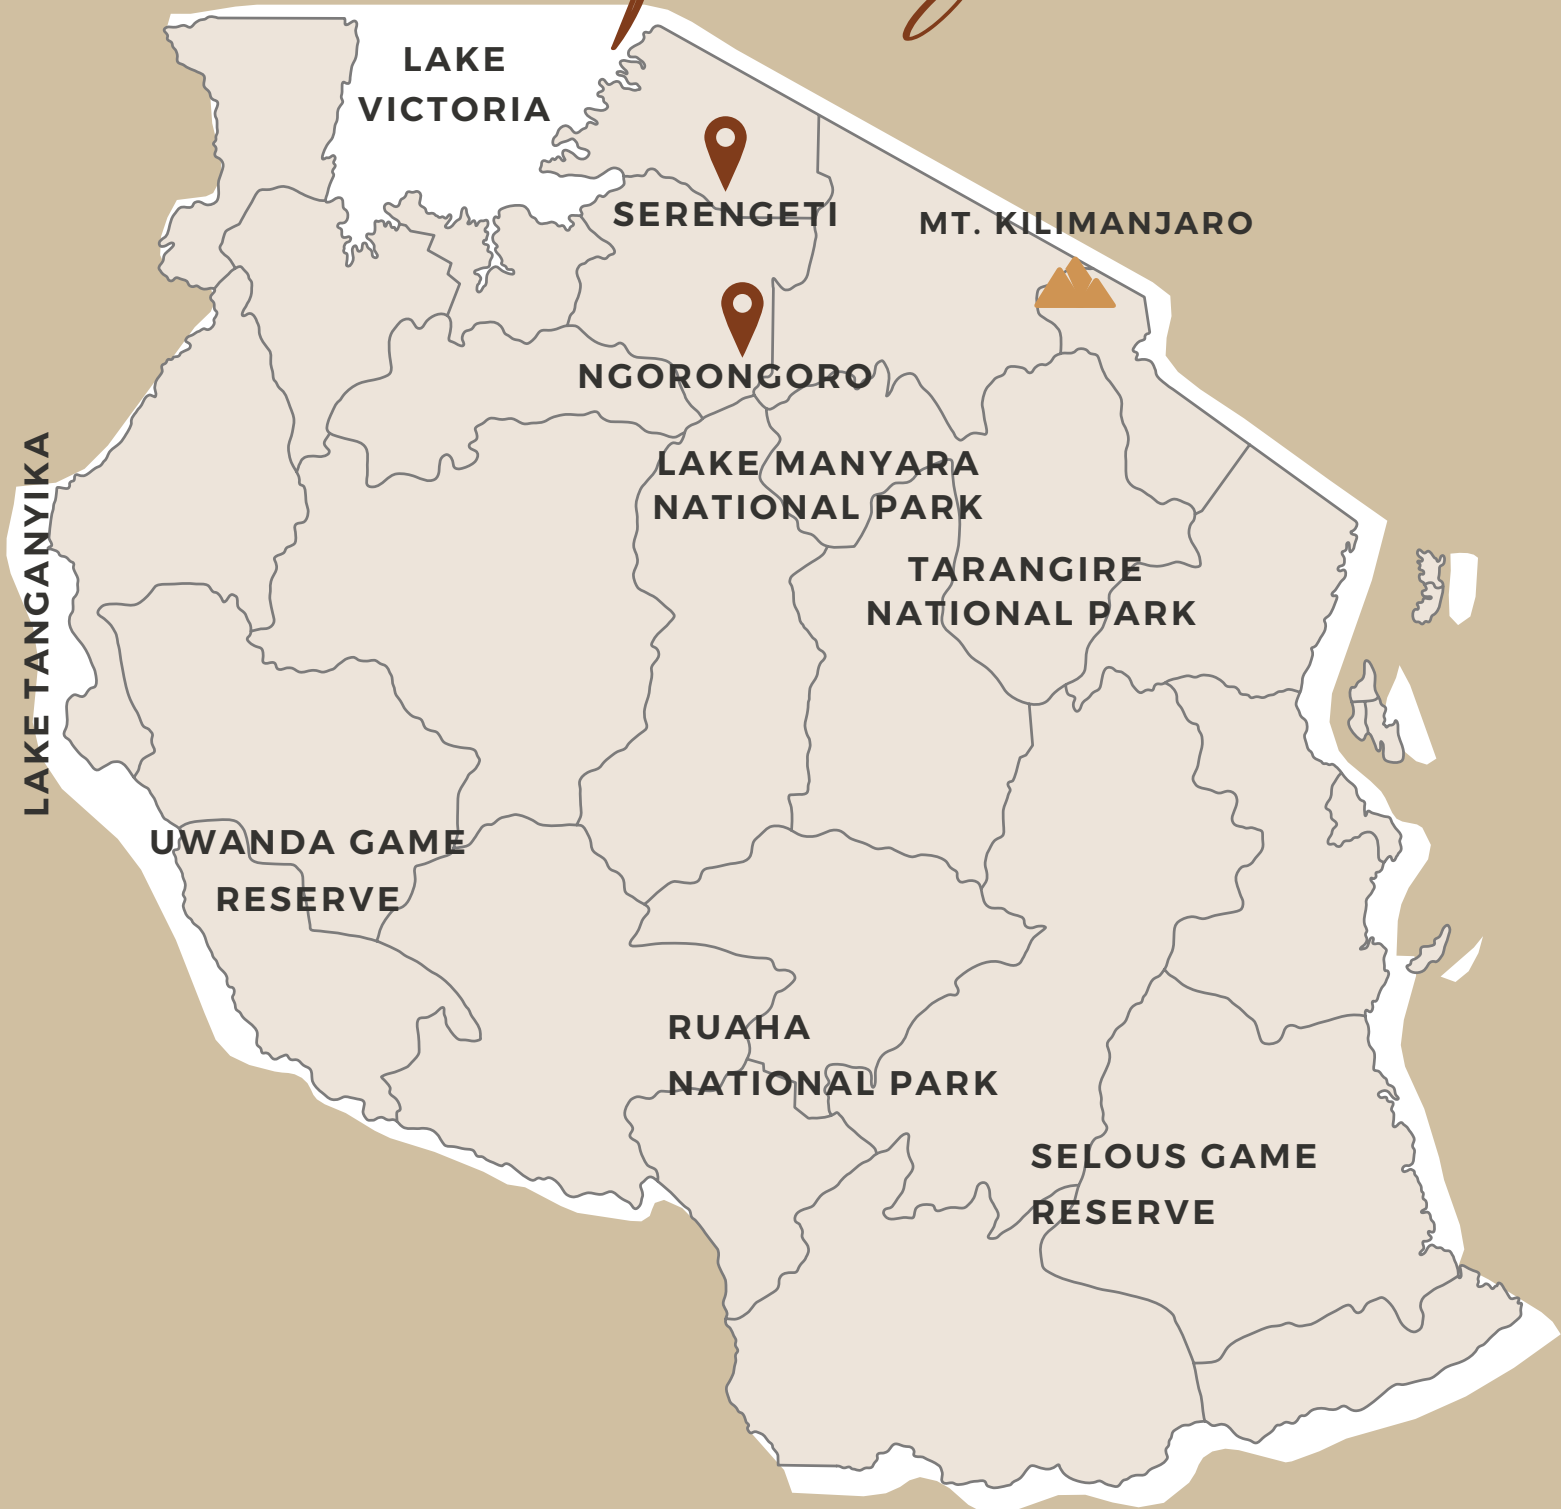 LAKE
VICTORIA
SERENGETI
MT. KILIMANJARO
NGORONGORO
LAKE MANYARA
NATIONAL PARK
TARANGIRE
NATIONAL PARK
LAKE TANGANYIKA
UWANDA GAME
RESERVE
RUAHA
NATIONAL PARK
SELOUS GAME
RESERVE